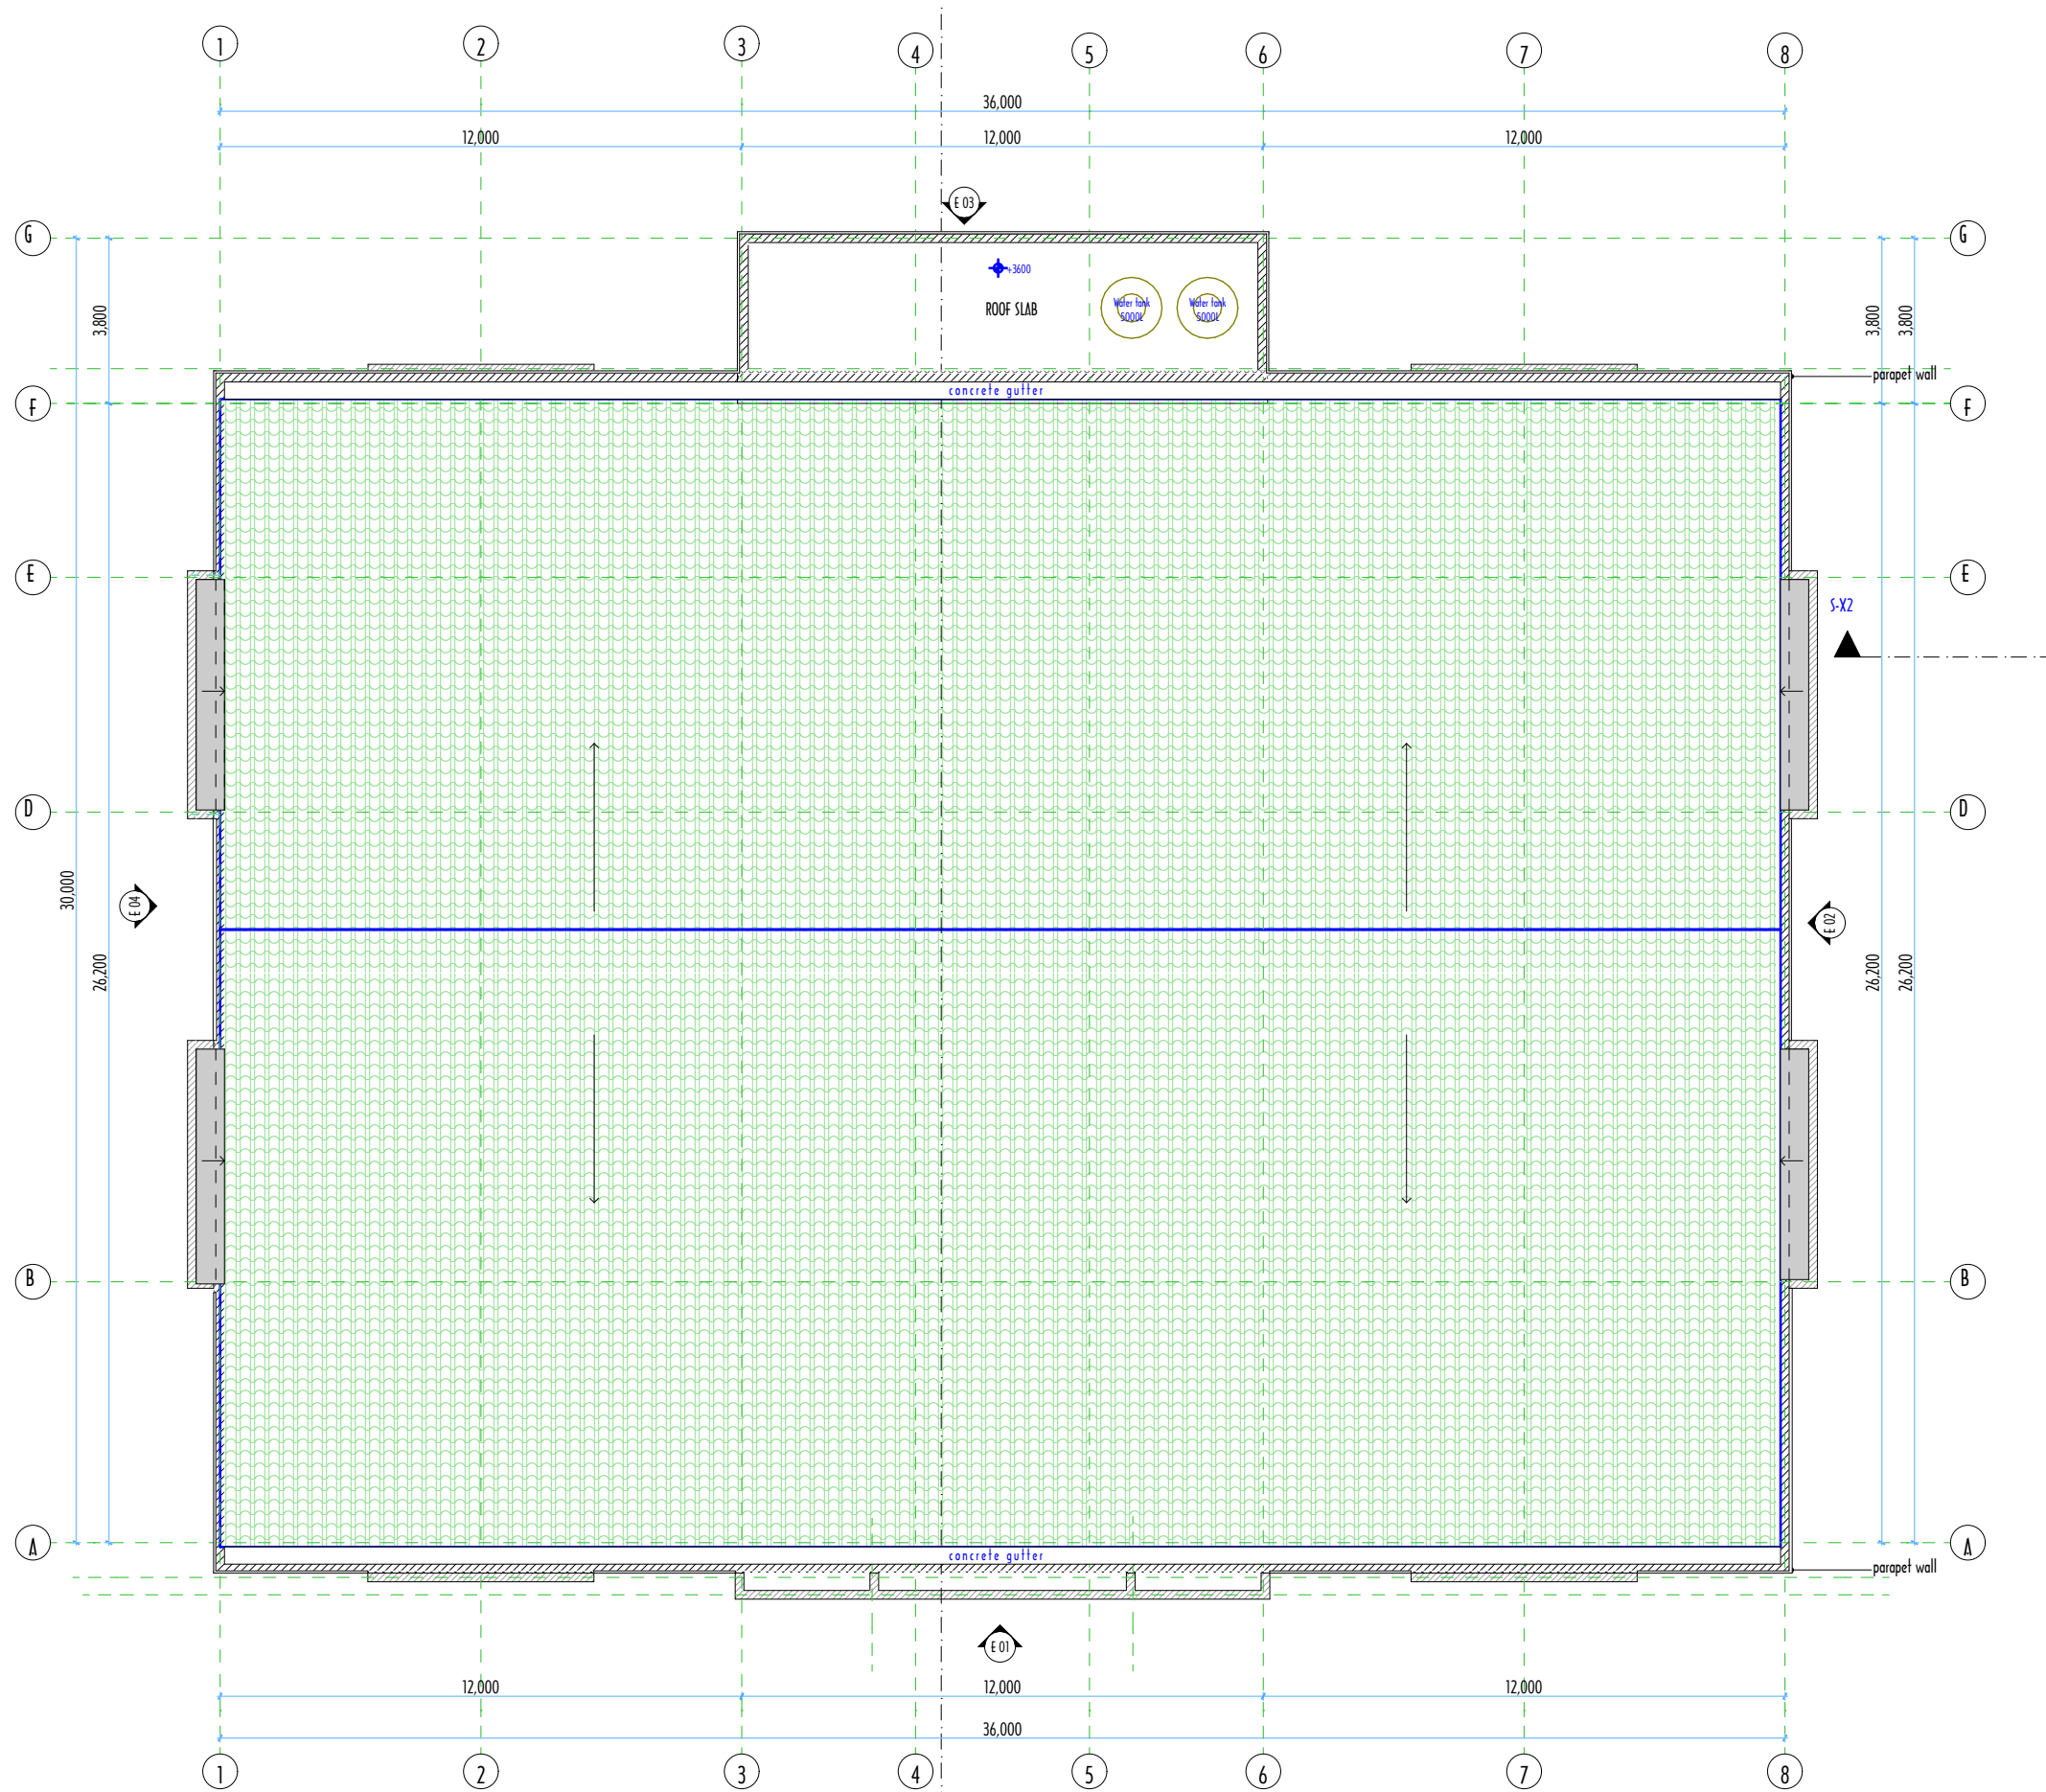 1 2 3 4 5 6 7 8
36,000
12,000 12,000 12,000
E 03
G G
+3600
ROOF SLAB
Water tank
5000L
Water tank
5000L
3,800 3,800 3,800
parapet wall
concrete gutter
F F
E E
S-X2
D D
30,000
E 04
E 02
26,200 26,200 26,200
B B
A A
concrete gutter
parapet wall
E 01
12,000 12,000 12,000
36,000
1 2 3 4 5 6 7 8